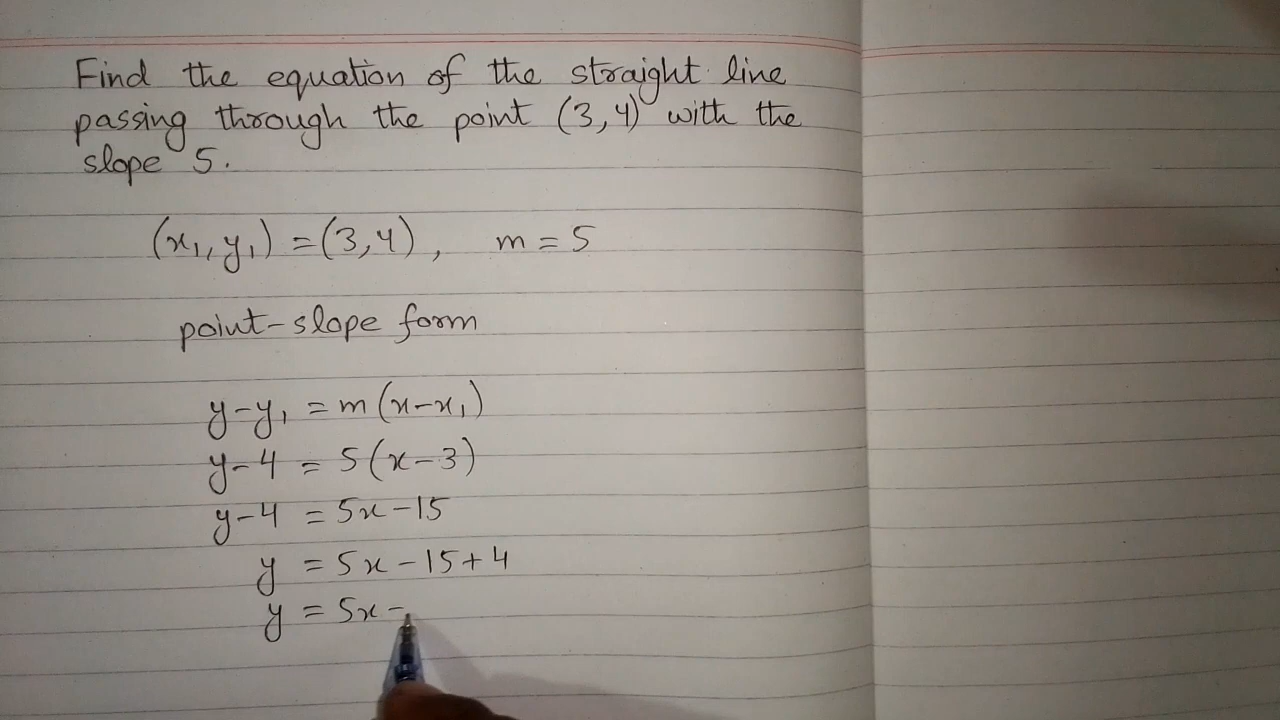 Find the equation of the straight line
passing through the point (3,4) with the
slope 5.
(x₁, y₁) = (3,4), m = 5
point-slope form
y-y₁ = m(x-x₁)
y-4 = 5(x-3)
y-4 = 5x-15
y = 5x-15+4
y = 5x-